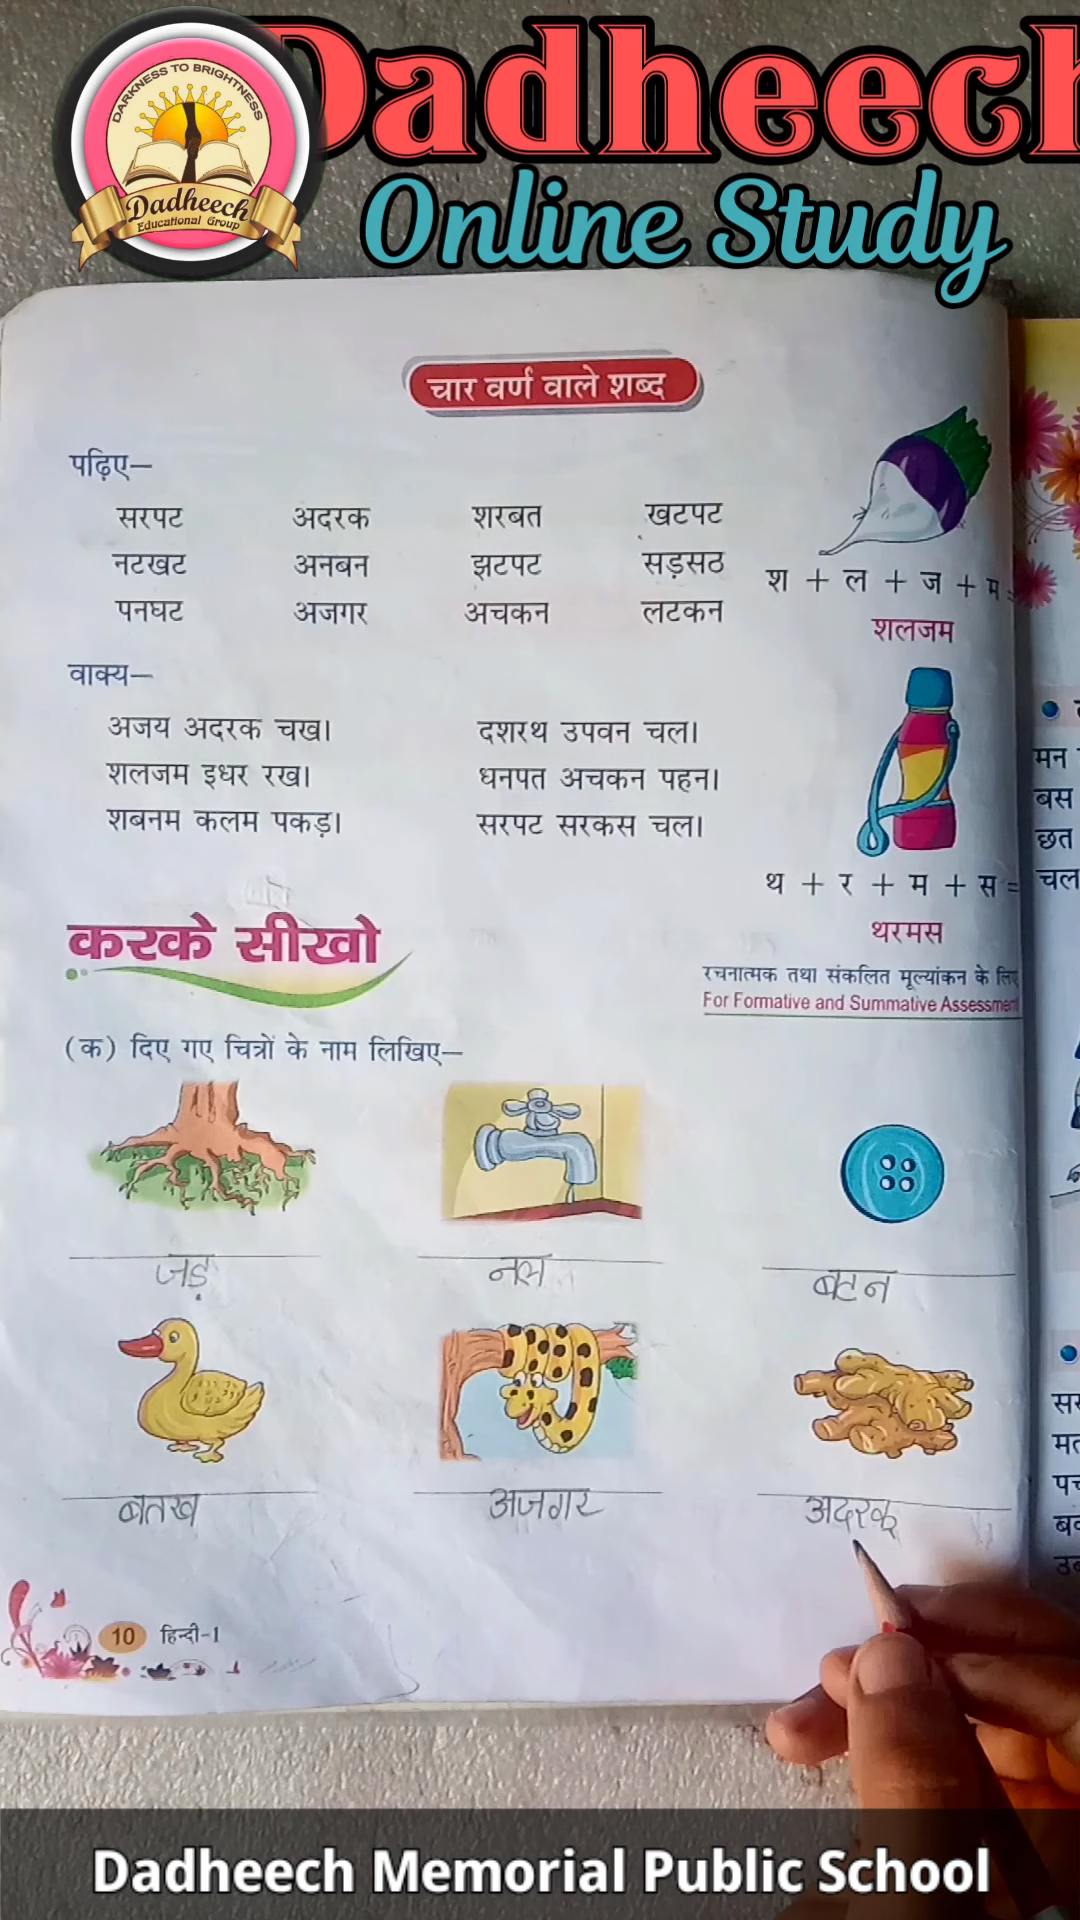 DARKNESS TO BRIGHTNESS
Dadheech
Educational Group
Dadheech
Online Study
चार वर्ण वाले शब्द
पढ़िए—
सरपट अदरक शरबत खटपट
नटखट अनबन झटपट सड़सठ
पनघट अजगर अचकन लटकन
श + ल + ज + म =
शलजम
वाक्य—
अजय अदरक चख। दशरथ उपवन चल।
शलजम इधर रख। धनपत अचकन पहन।
शबनम कलम पकड़। सरपट सरकस चल।
थ + र + म + स =
थरमस
करके सीखो
रचनात्मक तथा संकलित मूल्यांकन के लिए
For Formative and Summative Assessment
(क) दिए गए चित्रों के नाम लिखिए—
जड़ नल बटन
बतख अजगर अदरक
10 हिन्दी-1
मन
बस
छत
चल
Dadheech Memorial Public School